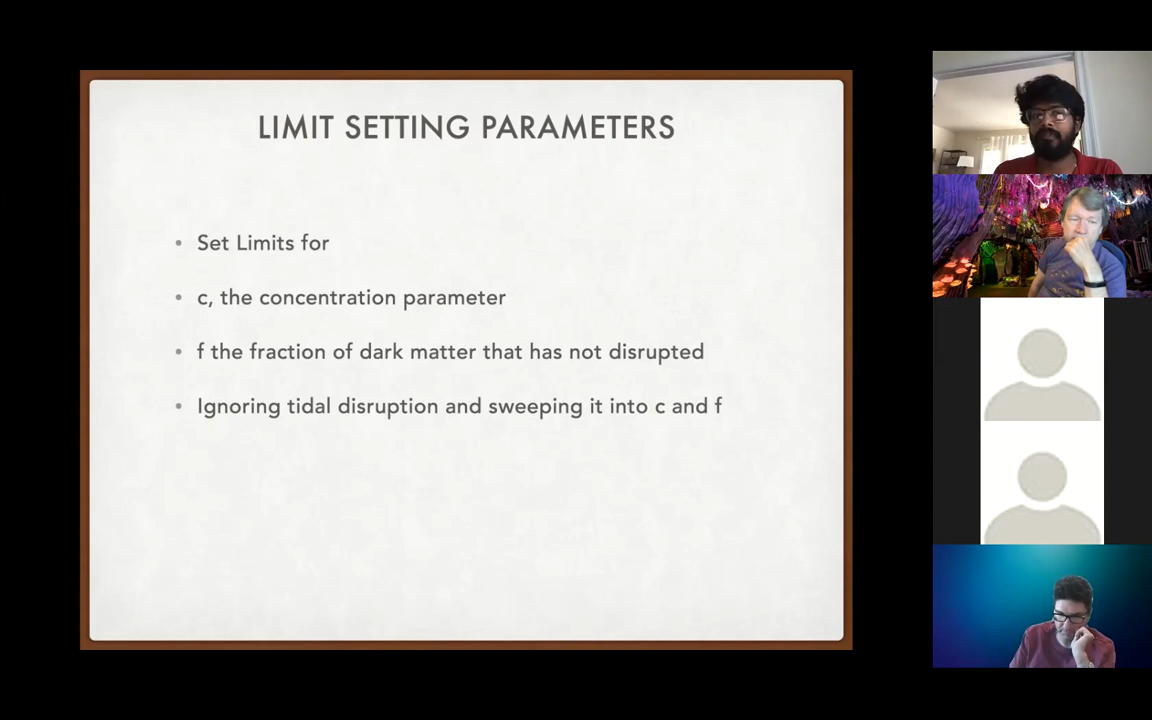 LIMIT SETTING PARAMETERS
• Set Limits for
• c, the concentration parameter
• f the fraction of dark matter that has not disrupted
• Ignoring tidal disruption and sweeping it into c and f